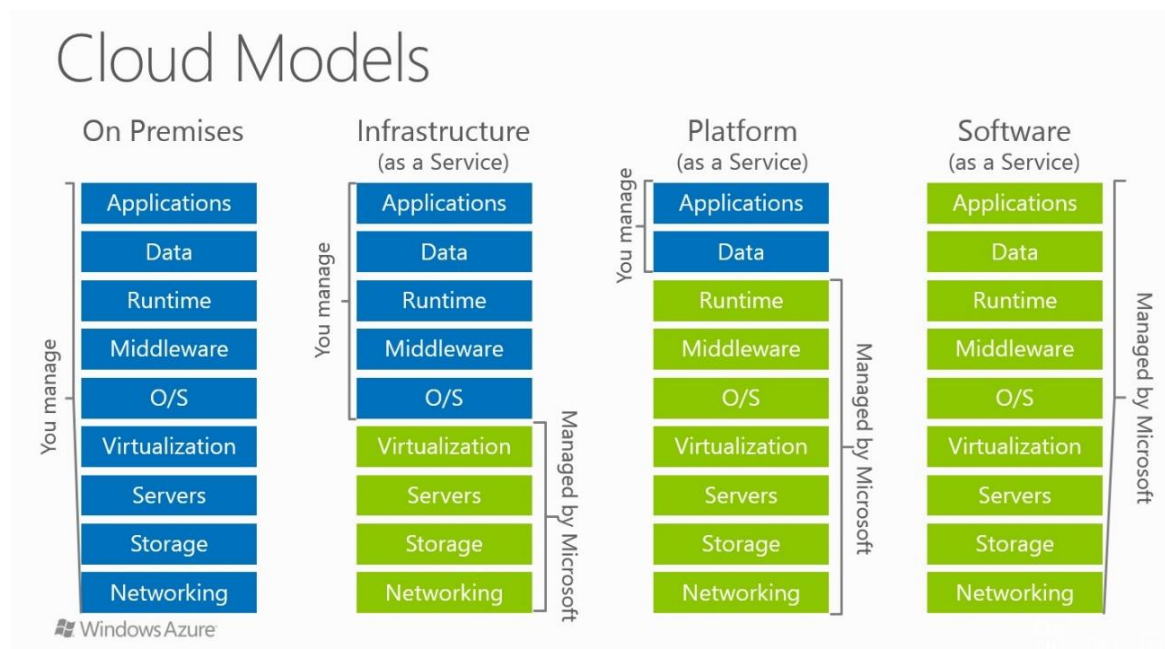 Cloud Models
On Premises
You manage
Applications
Data
Runtime
Middleware
O/S
Virtualization
Servers
Storage
Networking
Infrastructure
(as a Service)
You manage
Applications
Data
Runtime
Middleware
O/S
Virtualization
Servers
Storage
Networking
Managed by Microsoft
Platform
(as a Service)
You manage
Applications
Data
Runtime
Middleware
O/S
Virtualization
Servers
Storage
Networking
Managed by Microsoft
Software
(as a Service)
Applications
Data
Runtime
Middleware
O/S
Virtualization
Servers
Storage
Networking
Managed by Microsoft
Windows Azure